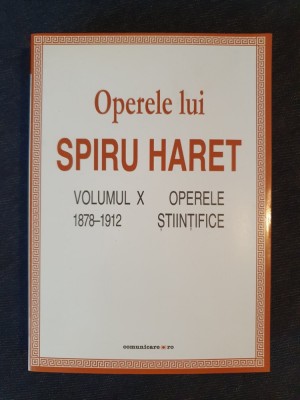 Operele lui
SPIRU HARET
VOLUMUL X OPERELE
1878–1912 ȘTIINȚIFICE
comunicare.ro